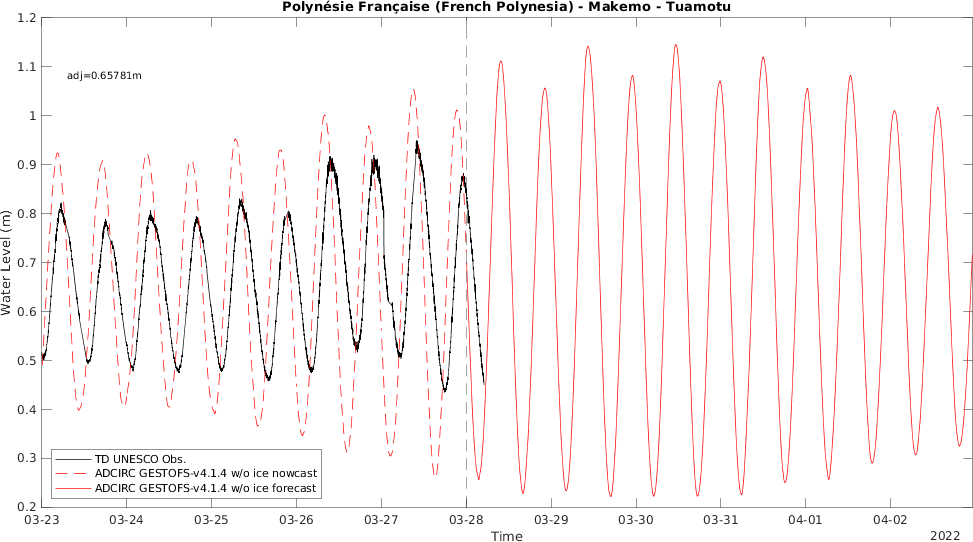 Polynésie Française (French Polynesia) - Makemo - Tuamotu
1.2
1.1
1
0.9
0.8
0.7
0.6
0.5
0.4
0.3
0.2
Water Level (m)
adj=0.65781m
TD UNESCO Obs.
ADCIRC GESTOFS-v4.1.4 w/o ice nowcast
ADCIRC GESTOFS-v4.1.4 w/o ice forecast
03-23 03-24 03-25 03-26 03-27 03-28 03-29 03-30 03-31 04-01 04-02
Time
2022